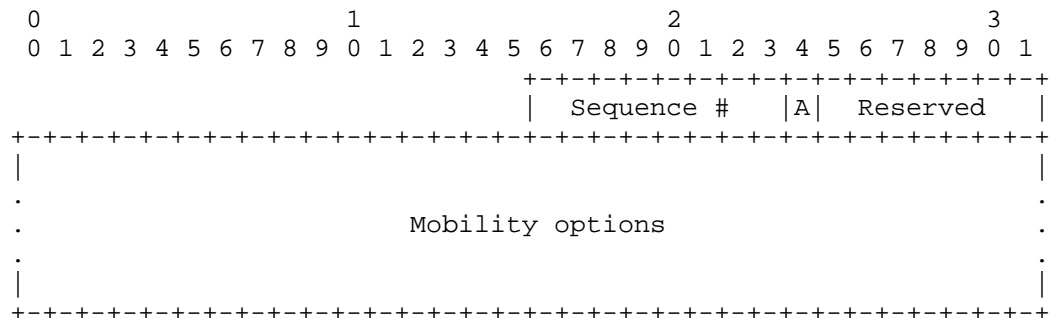 0                   1                   2                   3
 0 1 2 3 4 5 6 7 8 9 0 1 2 3 4 5 6 7 8 9 0 1 2 3 4 5 6 7 8 9 0 1
                                +-+-+-+-+-+-+-+-+-+-+-+-+-+-+-+-+
                                |  Sequence #   |A|  Reserved   |
+-+-+-+-+-+-+-+-+-+-+-+-+-+-+-+-+-+-+-+-+-+-+-+-+-+-+-+-+-+-+-+-+
|                                                               |
.                                                               .
.                        Mobility options                       .
.                                                               .
|                                                               |
+-+-+-+-+-+-+-+-+-+-+-+-+-+-+-+-+-+-+-+-+-+-+-+-+-+-+-+-+-+-+-+-+